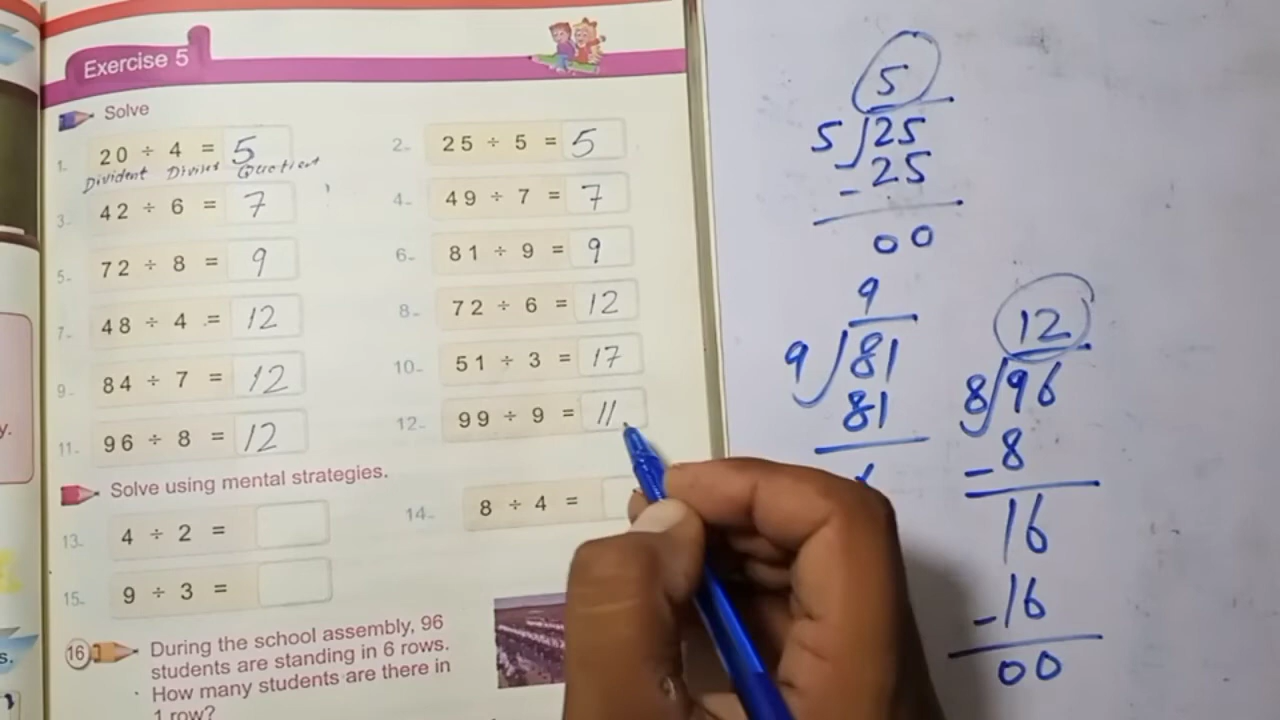 Exercise 5
Solve
1. 20 ÷ 4 = 5
Divident Divisor Quotient
2. 25 ÷ 5 = 5
3. 42 ÷ 6 = 7
4. 49 ÷ 7 = 7
5. 72 ÷ 8 = 9
6. 81 ÷ 9 = 9
7. 48 ÷ 4 = 12
8. 72 ÷ 6 = 12
9. 84 ÷ 7 = 12
10. 51 ÷ 3 = 17
11. 96 ÷ 8 = 12
12. 99 ÷ 9 = 11
Solve using mental strategies.
13. 4 ÷ 2 =
14. 8 ÷ 4 =
15. 9 ÷ 3 =
16 During the school assembly, 96
students are standing in 6 rows.
How many students are there in
1 row?
y.
s.
5
5 25
- 25
00
9
9 81
81
12
8 96
- 8
16
- 16
00